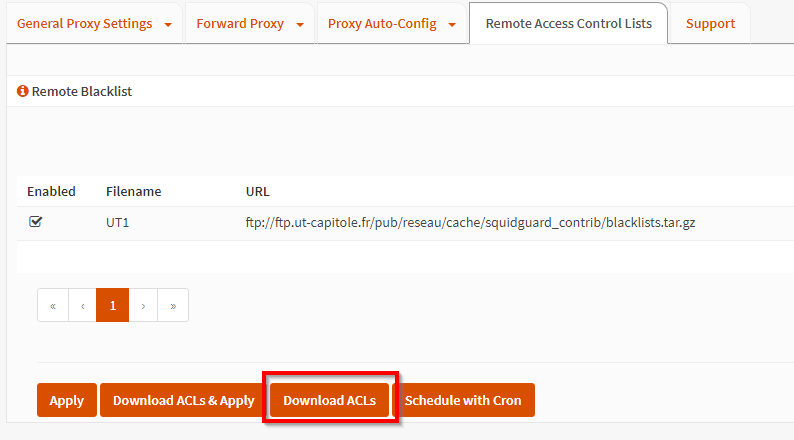 General Proxy Settings Forward Proxy Proxy Auto-Config Remote Access Control Lists Support
Remote Blacklist
Enabled Filename URL
UT1 ftp://ftp.ut-capitole.fr/pub/reseau/cache/squidguard_contrib/blacklists.tar.gz
« ‹ 1 › »
Apply Download ACLs & Apply Download ACLs Schedule with Cron